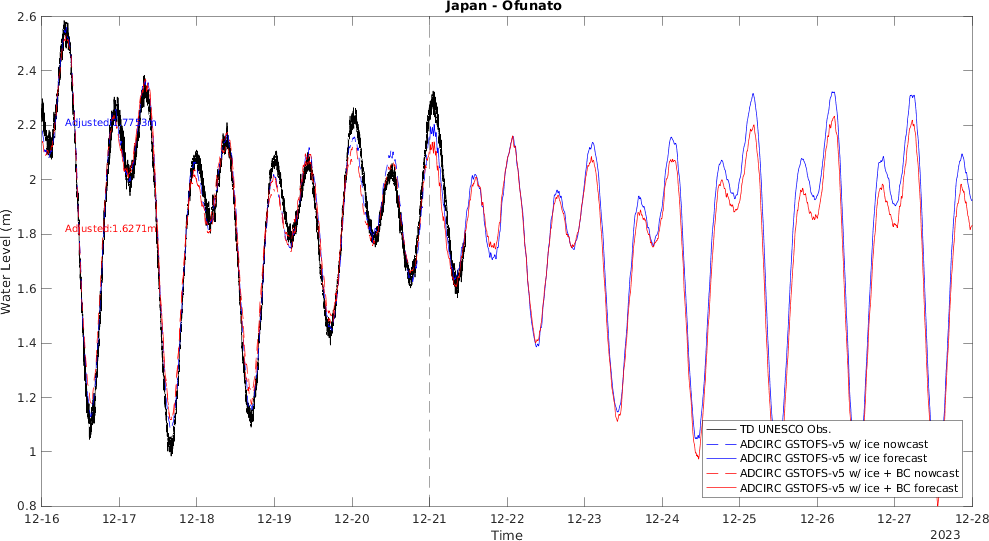 Japan - Ofunato
2.6
2.4
2.2
2
1.8
1.6
1.4
1.2
1
0.8
Water Level (m)
Adjusted:1.7753m
Adjusted:1.6271m
TD UNESCO Obs.
ADCIRC GSTOFS-v5 w/ ice nowcast
ADCIRC GSTOFS-v5 w/ ice forecast
ADCIRC GSTOFS-v5 w/ ice + BC nowcast
ADCIRC GSTOFS-v5 w/ ice + BC forecast
12-16 12-17 12-18 12-19 12-20 12-21 12-22 12-23 12-24 12-25 12-26 12-27 12-28
Time
2023